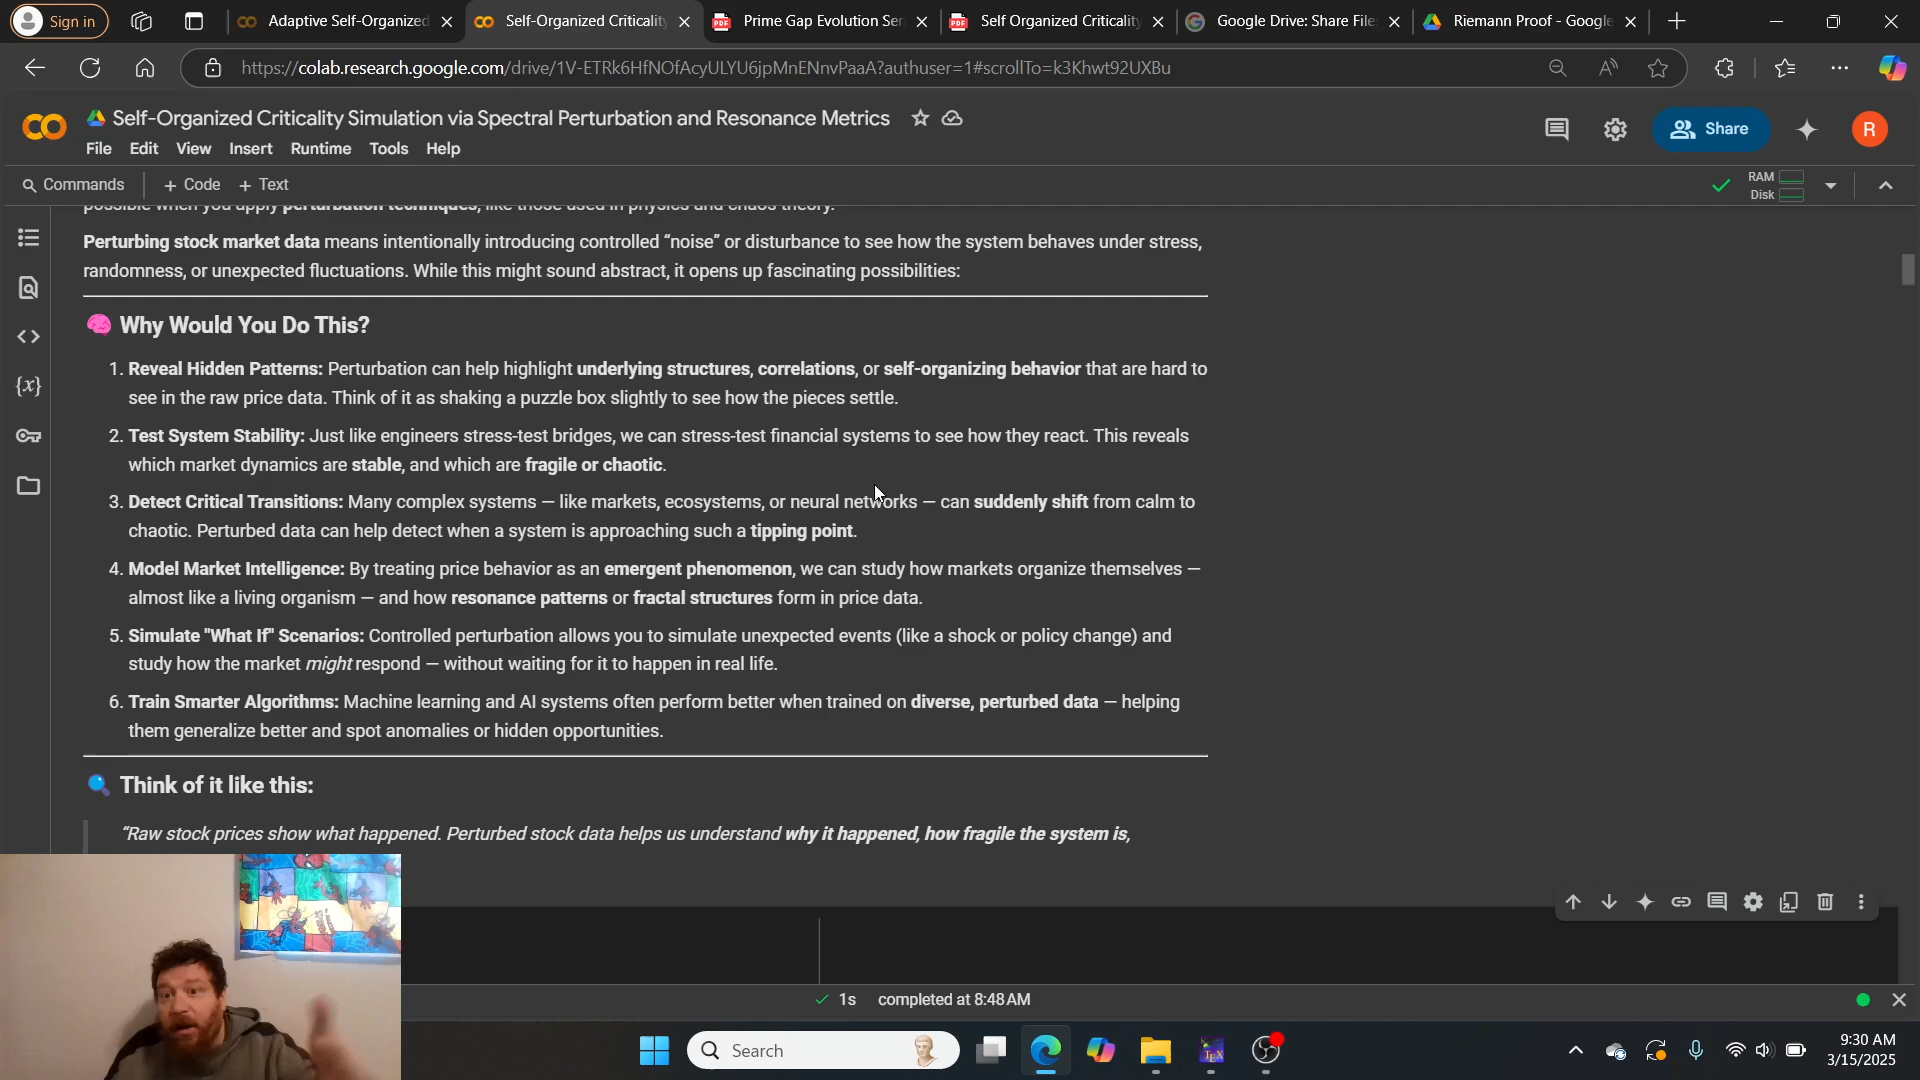 Sign in
Adaptive Self-Organized
Self-Organized Criticality
Prime Gap Evolution Ser
Self Organized Criticality
Google Drive: Share File
Riemann Proof - Google
https://colab.research.google.com/drive/1V-ETRk6HfNOfAcyULYU6jpMnENnvPaaA?authuser=1#scrollTo=k3Khwt92UXBu
Self-Organized Criticality Simulation via Spectral Perturbation and Resonance Metrics
Share
R
File Edit View Insert Runtime Tools Help
Commands + Code + Text
RAM
Disk
possible when you apply perturbation techniques, like those used in physics and chaos theory.
Perturbing stock market data means intentionally introducing controlled “noise” or disturbance to see how the system behaves under stress,
randomness, or unexpected fluctuations. While this might sound abstract, it opens up fascinating possibilities:
🧠 Why Would You Do This?
1. Reveal Hidden Patterns: Perturbation can help highlight underlying structures, correlations, or self-organizing behavior that are hard to
see in the raw price data. Think of it as shaking a puzzle box slightly to see how the pieces settle.
2. Test System Stability: Just like engineers stress-test bridges, we can stress-test financial systems to see how they react. This reveals
which market dynamics are stable, and which are fragile or chaotic.
3. Detect Critical Transitions: Many complex systems — like markets, ecosystems, or neural networks — can suddenly shift from calm to
chaotic. Perturbed data can help detect when a system is approaching such a tipping point.
4. Model Market Intelligence: By treating price behavior as an emergent phenomenon, we can study how markets organize themselves —
almost like a living organism — and how resonance patterns or fractal structures form in price data.
5. Simulate "What If" Scenarios: Controlled perturbation allows you to simulate unexpected events (like a shock or policy change) and
study how the market might respond — without waiting for it to happen in real life.
6. Train Smarter Algorithms: Machine learning and AI systems often perform better when trained on diverse, perturbed data — helping
them generalize better and spot anomalies or hidden opportunities.
🔍 Think of it like this:
“Raw stock prices show what happened. Perturbed stock data helps us understand why it happened, how fragile the system is,
✓ 1s completed at 8:48 AM
Search
9:30 AM
3/15/2025